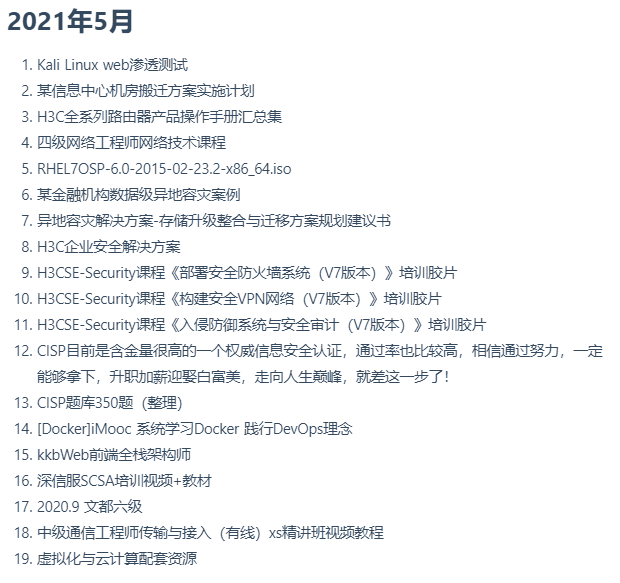 2021年5月
1. Kali Linux web渗透测试
2. 某信息中心机房搬迁方案实施计划
3. H3C全系列路由器产品操作手册汇总集
4. 四级网络工程师网络技术课程
5. RHEL7OSP-6.0-2015-02-23.2-x86_64.iso
6. 某金融机构数据级异地容灾案例
7. 异地容灾解决方案-存储升级整合与迁移方案规划建议书
8. H3C企业安全解决方案
9. H3CSE-Security课程《部署安全防火墙系统（V7版本）》培训胶片
10. H3CSE-Security课程《构建安全VPN网络（V7版本）》培训胶片
11. H3CSE-Security课程《入侵防御系统与安全审计（V7版本）》培训胶片
12. CISP目前是含金量很高的一个权威信息安全认证，通过率也比较高，相信通过努力，一定
能够拿下，升职加薪迎娶白富美，走向人生巅峰，就差这一步了！
13. CISP题库350题（整理）
14. [Docker]iMooc 系统学习Docker 践行DevOps理念
15. kkbWeb前端全栈架构师
16. 深信服SCSA培训视频+教材
17. 2020.9 文都六级
18. 中级通信工程师传输与接入（有线）xs精讲班视频教程
19. 虚拟化与云计算配套资源